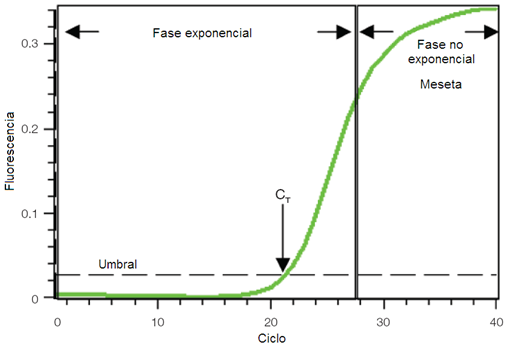 Fase exponencial
Fase no
exponencial
Meseta
Fluorescencia
0.3
0.2
0.1
0
C_T
Umbral
0
10
20
30
40
Ciclo